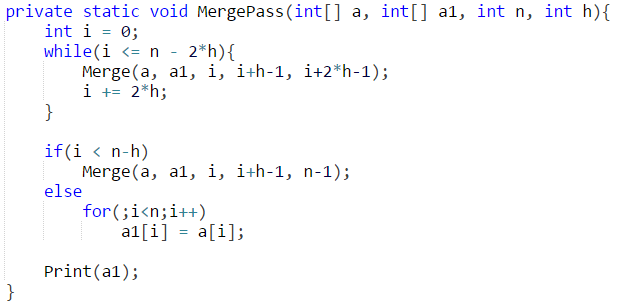 private static void MergePass(int[] a, int[] a1, int n, int h){
    int i = 0;
    while(i <= n - 2*h){
        Merge(a, a1, i, i+h-1, i+2*h-1);
        i += 2*h;
    }

    if(i < n-h)
        Merge(a, a1, i, i+h-1, n-1);
    else
        for(;i<n;i++)
            a1[i] = a[i];

    Print(a1);
}